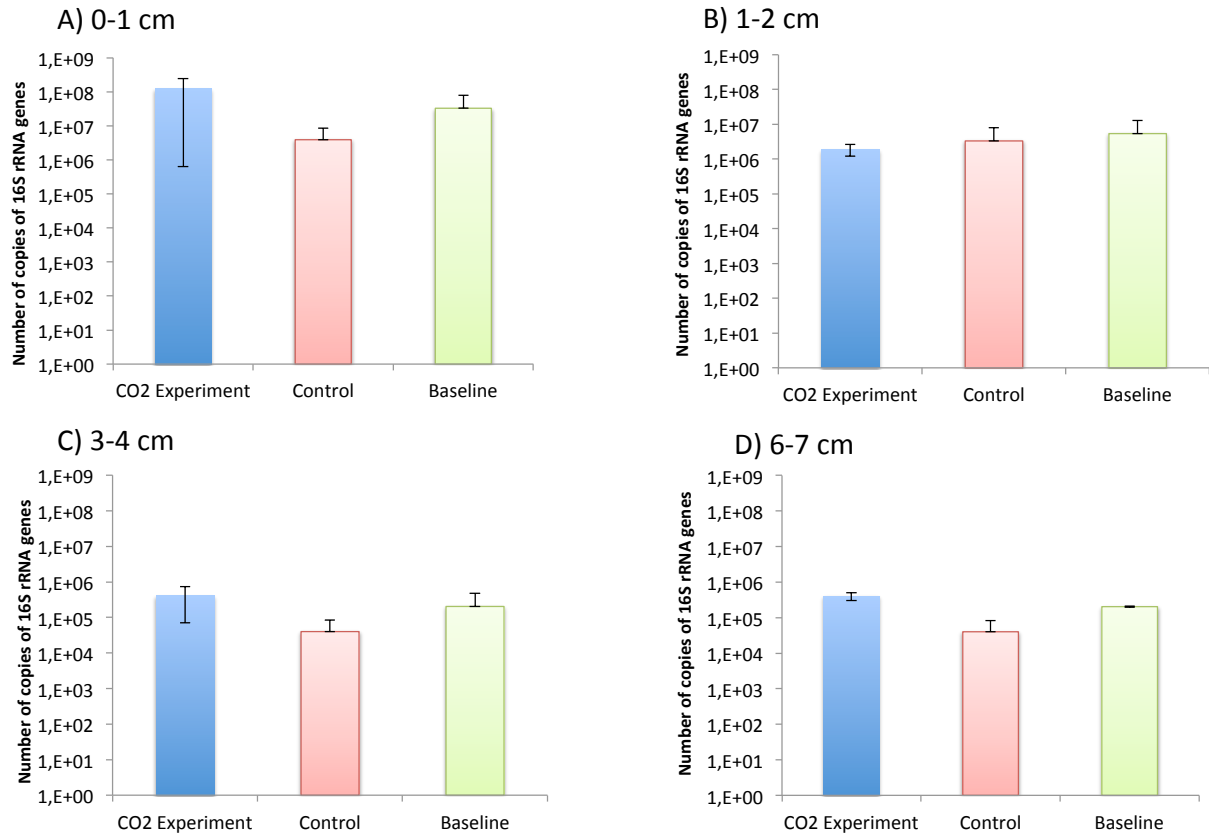 A) 0-1 cm
Number of copies of 16S rRNA genes
1,E+09
1,E+08
1,E+07
1,E+06
1,E+05
1,E+04
1,E+03
1,E+02
1,E+01
1,E+00
CO2 Experiment Control Baseline
B) 1-2 cm
Number of copies of 16S rRNA genes
1,E+09
1,E+08
1,E+07
1,E+06
1,E+05
1,E+04
1,E+03
1,E+02
1,E+01
1,E+00
CO2 Experiment Control Baseline
C) 3-4 cm
Number of copies of 16S rRNA genes
1,E+09
1,E+08
1,E+07
1,E+06
1,E+05
1,E+04
1,E+03
1,E+02
1,E+01
1,E+00
CO2 Experiment Control Baseline
D) 6-7 cm
Number of copies of 16S rRNA genes
1,E+09
1,E+08
1,E+07
1,E+06
1,E+05
1,E+04
1,E+03
1,E+02
1,E+01
1,E+00
CO2 Experiment Control Baseline